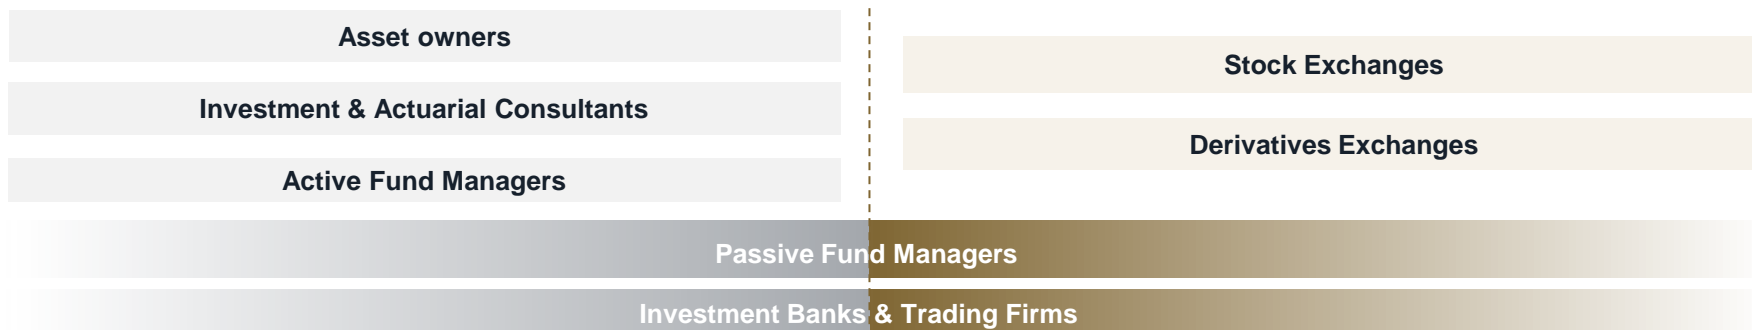 Asset owners
Investment & Actuarial Consultants
Active Fund Managers
Stock Exchanges
Derivatives Exchanges
Passive Fund Managers
Investment Banks & Trading Firms